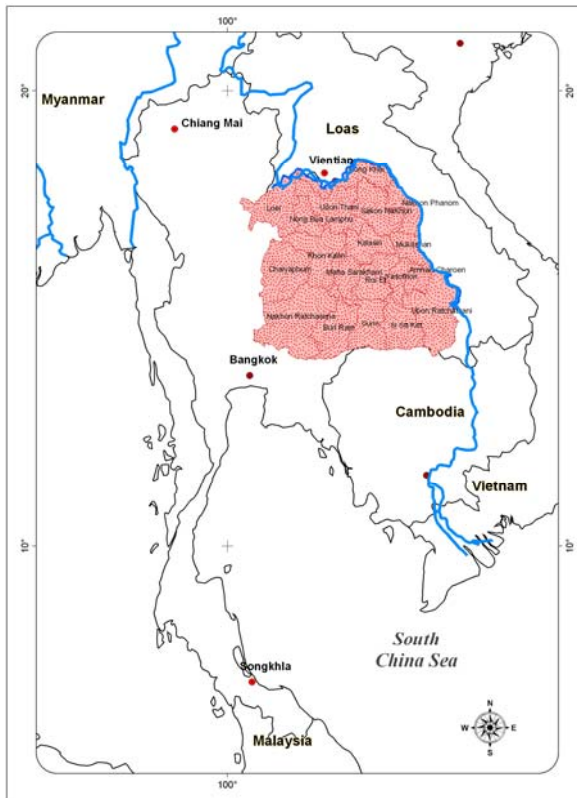 100°
20°
20°
Myanmar
Chiang Mai
Loas
Vientian
Nong Khai
Loei
Udon Thani
Nakhon Phanom
Nong Bua Lamphu
Sakon Nakhon
Kalasin
Mukdahan
Khon Kaen
Chaiyaphum
Maha Sarakham
Roi Et
Yasothon
Amnat Charoen
Nakhon Ratchasima
Buri Ram
Surin
Si Sa Ket
Ubon Ratchathani
Bangkok
Cambodia
Vietnam
10°
10°
South
China Sea
Songkhla
Malaysia
N
W
E
S
100°